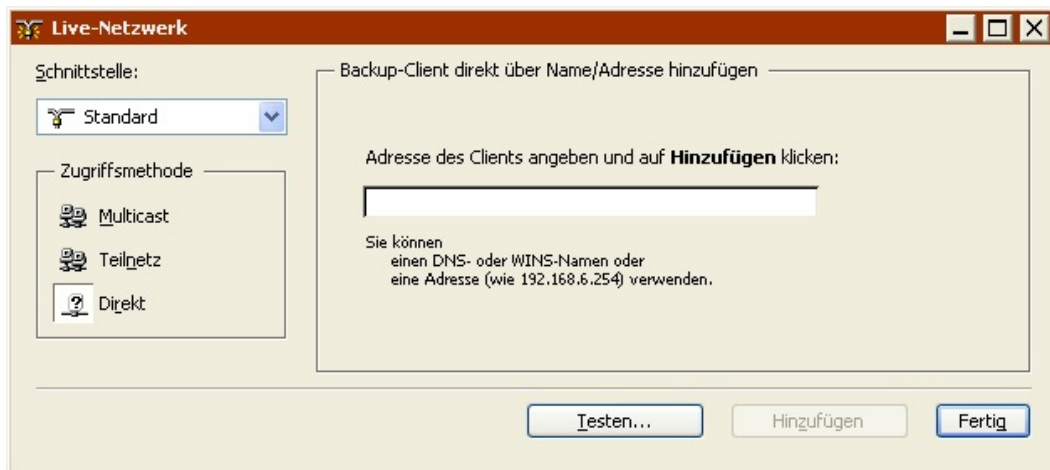 Live-Netzwerk
Schnittstelle:
Standard
Zugriffsmethode
Multicast
Teilnetz
Direkt
Backup-Client direkt über Name/Adresse hinzufügen
Adresse des Clients angeben und auf Hinzufügen klicken:
Sie können
einen DNS- oder WINS-Namen oder
eine Adresse (wie 192.168.6.254) verwenden.
Testen...
Hinzufügen
Fertig